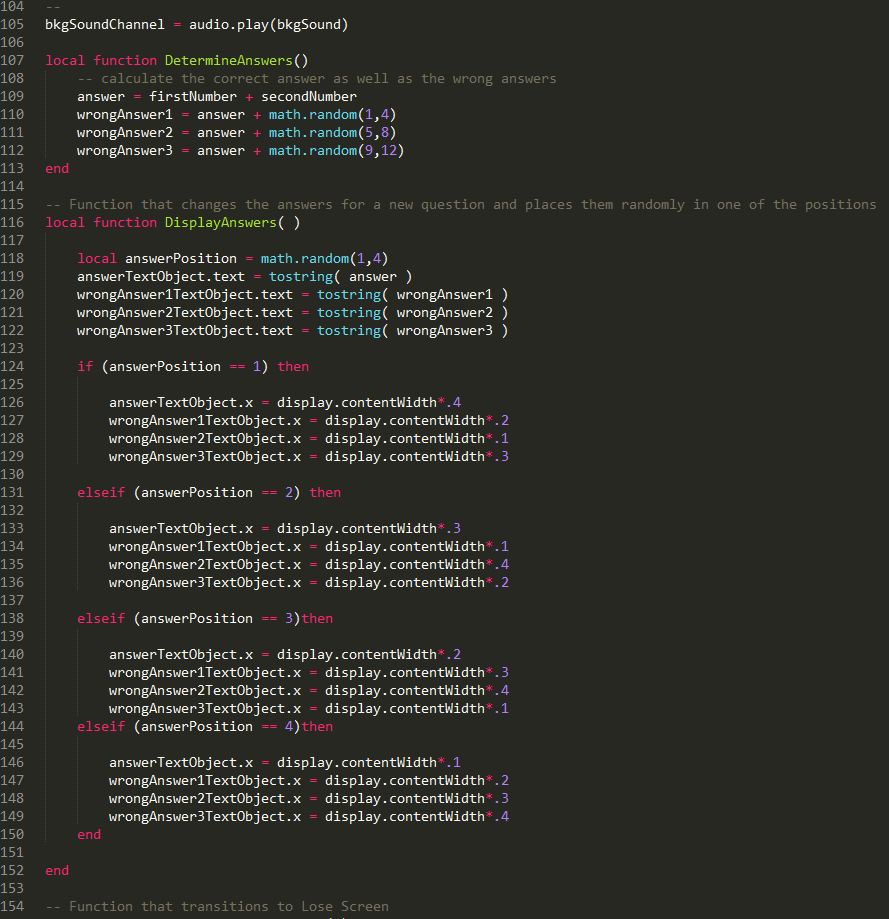 104 --
105 bkgSoundChannel = audio.play(bkgSound)
106
107 local function DetermineAnswers()
108     -- calculate the correct answer as well as the wrong answers
109     answer = firstNumber + secondNumber
110     wrongAnswer1 = answer + math.random(1,4)
111     wrongAnswer2 = answer + math.random(5,8)
112     wrongAnswer3 = answer + math.random(9,12)
113 end
114
115 -- Function that changes the answers for a new question and places them randomly in one of the positions
116 local function DisplayAnswers( )
117
118     local answerPosition = math.random(1,4)
119     answerTextObject.text = tostring( answer )
120     wrongAnswer1TextObject.text = tostring( wrongAnswer1 )
121     wrongAnswer2TextObject.text = tostring( wrongAnswer2 )
122     wrongAnswer3TextObject.text = tostring( wrongAnswer3 )
123
124     if (answerPosition == 1) then
125
126         answerTextObject.x = display.contentWidth*.4
127         wrongAnswer1TextObject.x = display.contentWidth*.2
128         wrongAnswer2TextObject.x = display.contentWidth*.1
129         wrongAnswer3TextObject.x = display.contentWidth*.3
130
131     elseif (answerPosition == 2) then
132
133         answerTextObject.x = display.contentWidth*.3
134         wrongAnswer1TextObject.x = display.contentWidth*.1
135         wrongAnswer2TextObject.x = display.contentWidth*.4
136         wrongAnswer3TextObject.x = display.contentWidth*.2
137
138     elseif (answerPosition == 3)then
139
140         answerTextObject.x = display.contentWidth*.2
141         wrongAnswer1TextObject.x = display.contentWidth*.3
142         wrongAnswer2TextObject.x = display.contentWidth*.4
143         wrongAnswer3TextObject.x = display.contentWidth*.1
144     elseif (answerPosition == 4)then
145
146         answerTextObject.x = display.contentWidth*.1
147         wrongAnswer1TextObject.x = display.contentWidth*.2
148         wrongAnswer2TextObject.x = display.contentWidth*.3
149         wrongAnswer3TextObject.x = display.contentWidth*.4
150     end
151
152 end
153
154 -- Function that transitions to Lose Screen